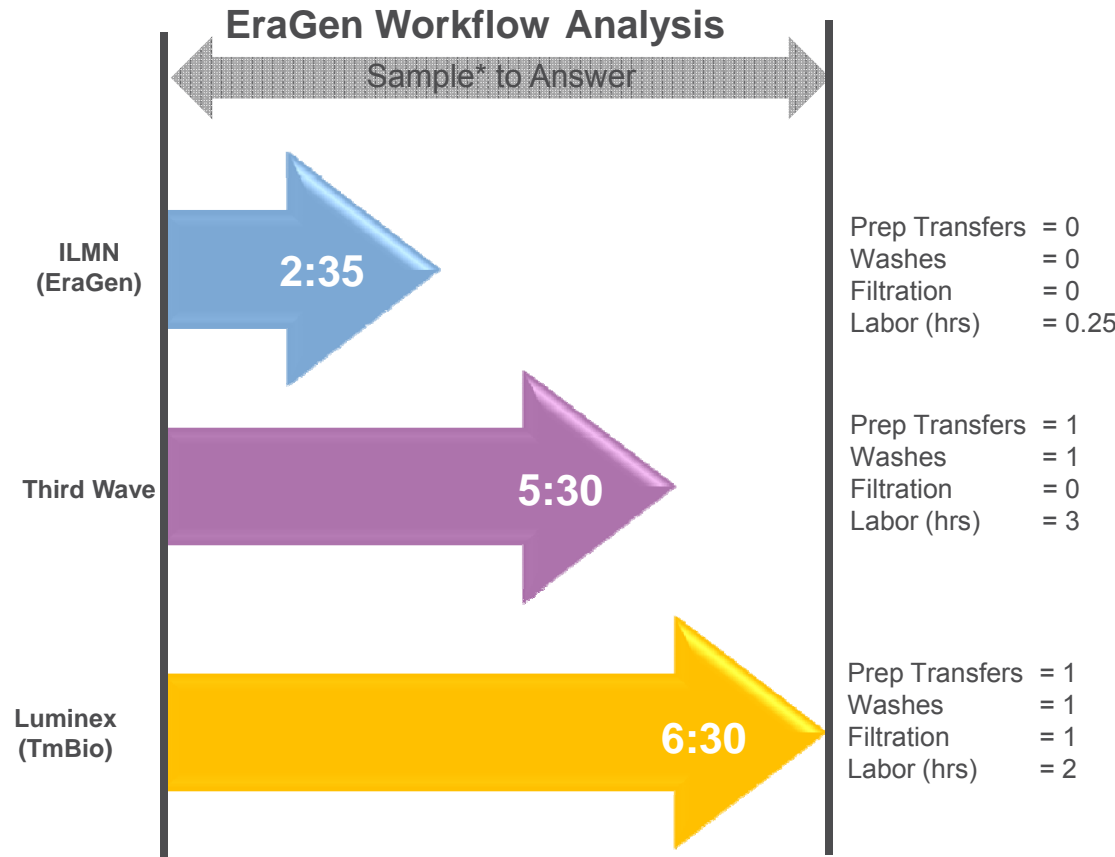 EraGen Workflow Analysis
Sample* to Answer
ILMN
(EraGen)
2:35
Prep Transfers = 0
Washes = 0
Filtration = 0
Labor (hrs) = 0.25
Third Wave
5:30
Prep Transfers = 1
Washes = 1
Filtration = 0
Labor (hrs) = 3
Luminex
(TmBio)
6:30
Prep Transfers = 1
Washes = 1
Filtration = 1
Labor (hrs) = 2